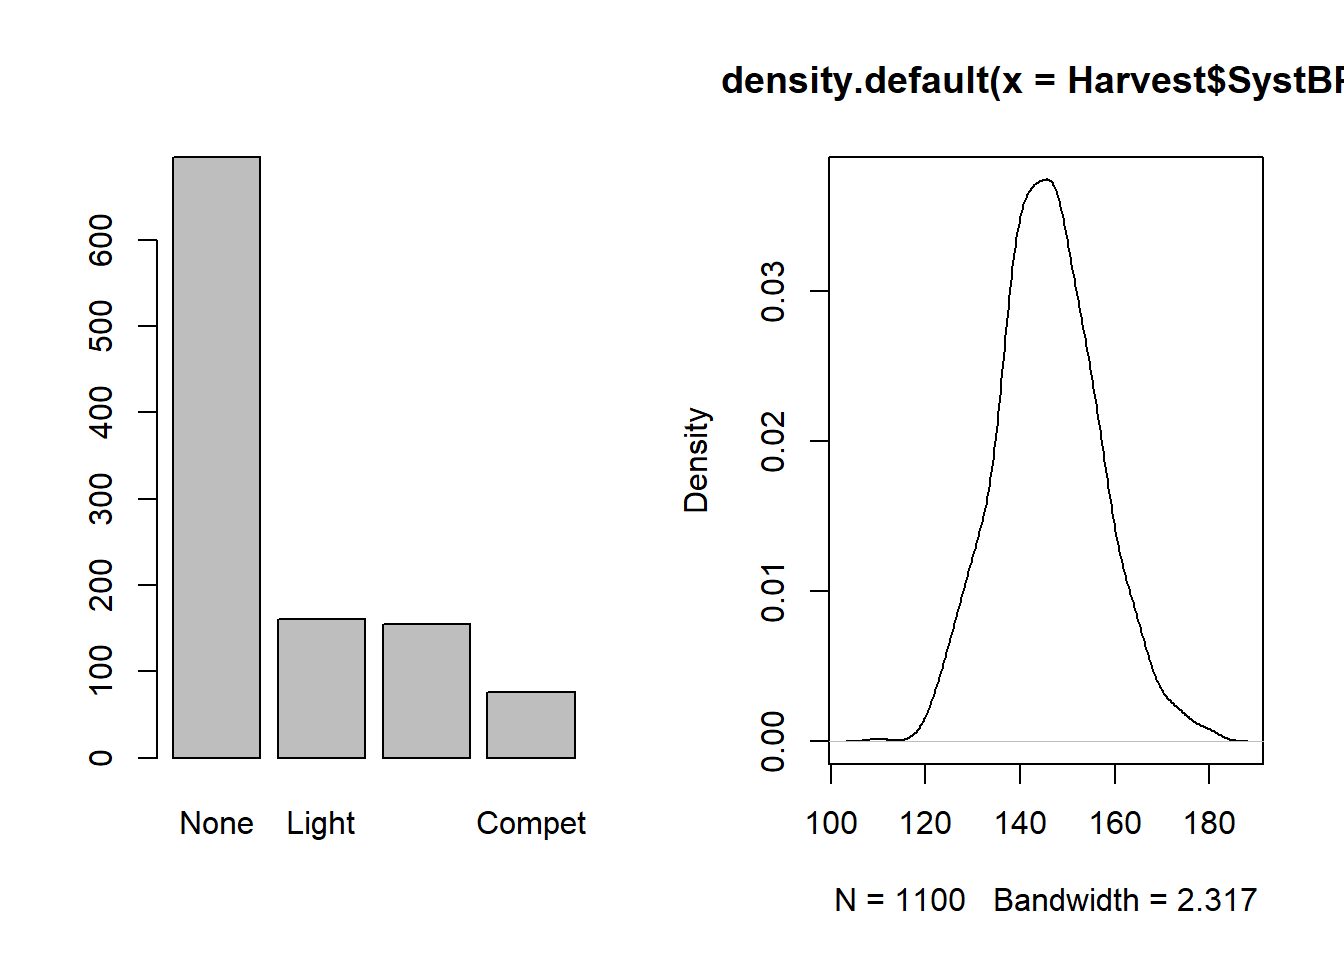 600
500
400
300
200
100
0
None Light Compet
density.default(x = Harvest$SystBP
Density
0.03
0.02
0.01
0.00
100 120 140 160 180
N = 1100 Bandwidth = 2.317